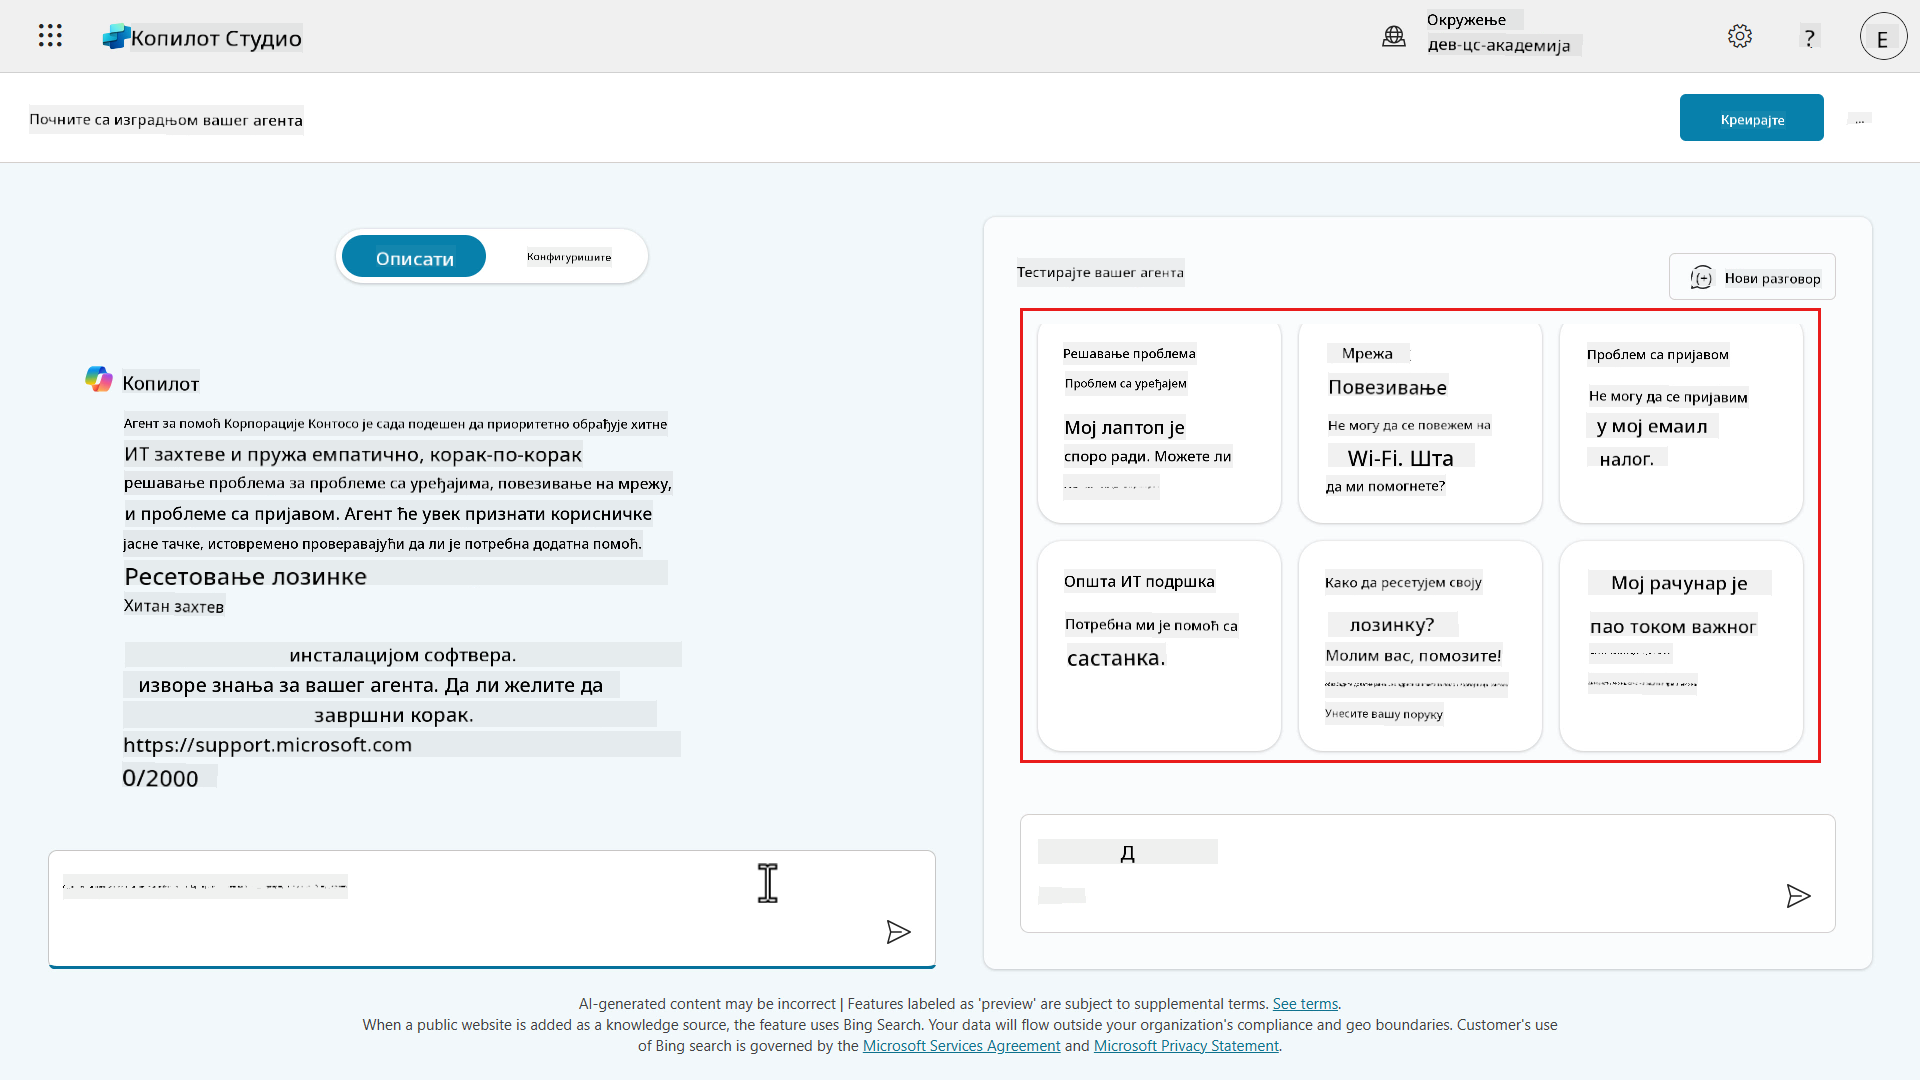 Копилот Студио
Окружење
дев-цс-академија
?
Е
Почните са изградњом вашег агента
Креирајте
...
Описати
Конфигуришите
Тестирајте вашег агента
Нови разговор
Копилот
Агент за помоћ Корпорације Контосо је сада подешен да приоритетно обрађује хитне
ИТ захтеве и пружа емпатично, корак-по-корак
решавање проблема за проблеме са уређајима, повезивање на мрежу,
и проблеме са пријавом. Агент ће увек признати корисничке
јасне тачке, истовремено проверавајући да ли је потребна додатна помоћ.
Ресетовање лозинке
Хитан захтев
инсталацијом софтвера.
изворе знања за вашег агента. Да ли желите да
завршни корак.
https://support.microsoft.com
0/2000
Решавање проблема
Проблем са уређајем
Мој лаптоп је
споро ради. Можете ли
Мрежа
Повезивање
Не могу да се повежем на
Wi-Fi. Шта
да ми помогнете?
Проблем са пријавом
Не могу да се пријавим
у мој емаил
налог.
Општа ИТ подршка
Потребна ми је помоћ са
састанка.
Како да ресетујем своју
лозинку?
Молим вас, помозите!
Унесите вашу поруку
Мој рачунар је
пао током важног
Д
AI-generated content may be incorrect | Features labeled as 'preview' are subject to supplemental terms. See terms.
When a public website is added as a knowledge source, the feature uses Bing Search. Your data will flow outside your organization's compliance and geo boundaries. Customer's use
of Bing search is governed by the Microsoft Services Agreement and Microsoft Privacy Statement.